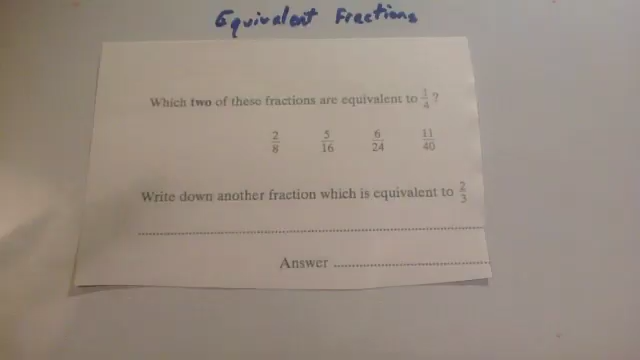 Equivalent Fractions
Which two of these fractions are equivalent to 1/4 ?
2/8 5/16 6/24 11/40
Write down another fraction which is equivalent to 2/3
Answer